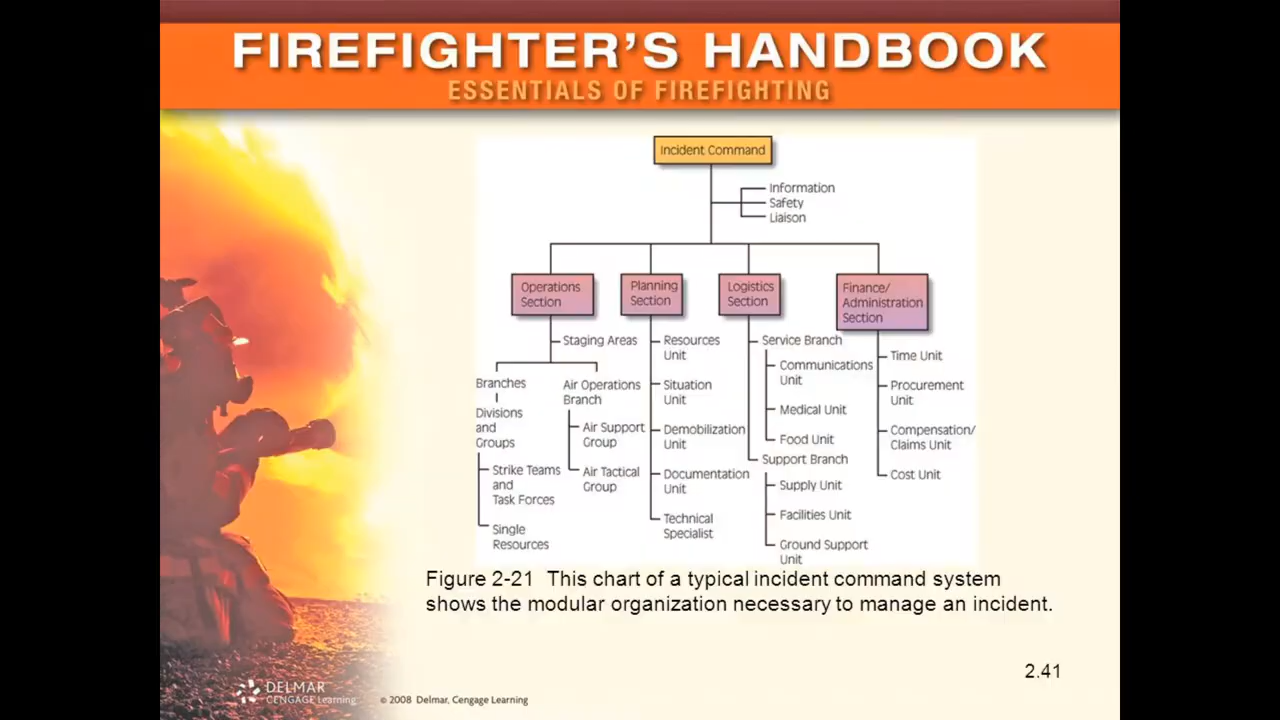 FIREFIGHTER'S HANDBOOK
ESSENTIALS OF FIREFIGHTING
Incident Command
Information
Safety
Liaison
Operations
Section
Staging Areas
Branches
Divisions
and
Groups
Strike Teams
and
Task Forces
Single
Resources
Air Operations
Branch
Air Support
Group
Air Tactical
Group
Planning
Section
Resources
Unit
Situation
Unit
Demobilization
Unit
Documentation
Unit
Technical
Specialist
Logistics
Section
Service Branch
Communications
Unit
Medical Unit
Food Unit
Support Branch
Supply Unit
Facilities Unit
Ground Support
Unit
Finance/
Administration
Section
Time Unit
Procurement
Unit
Compensation/
Claims Unit
Cost Unit
Figure 2-21 This chart of a typical incident command system
shows the modular organization necessary to manage an incident.
2.41
DELMAR
CENGAGE Learning
© 2008 Delmar, Cengage Learning